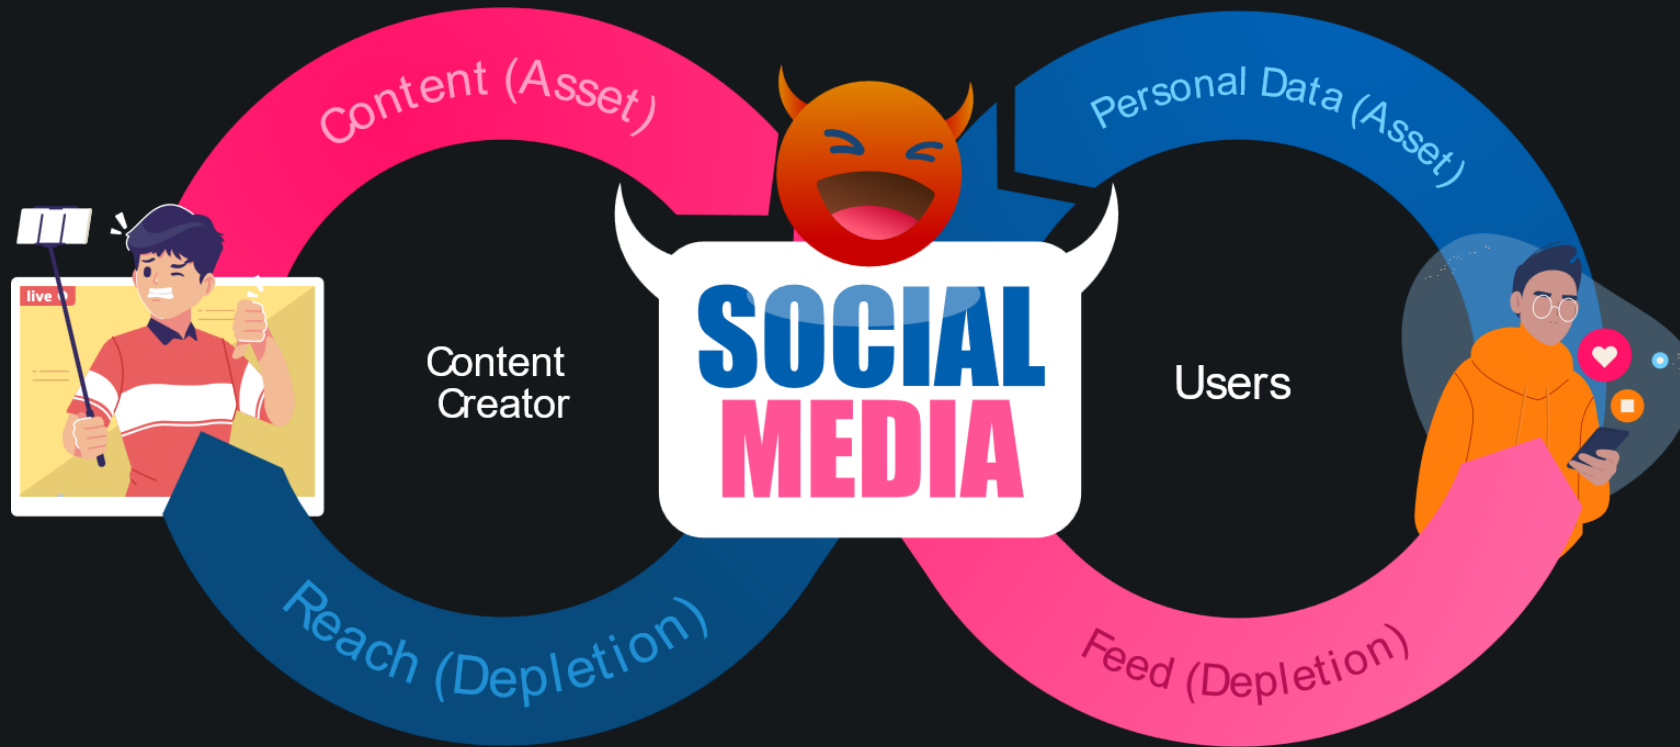 Content (Asset)
Personal Data (Asset)
live
Content
Creator
SOCIAL
MEDIA
Users
Reach (Depletion)
Feed (Depletion)